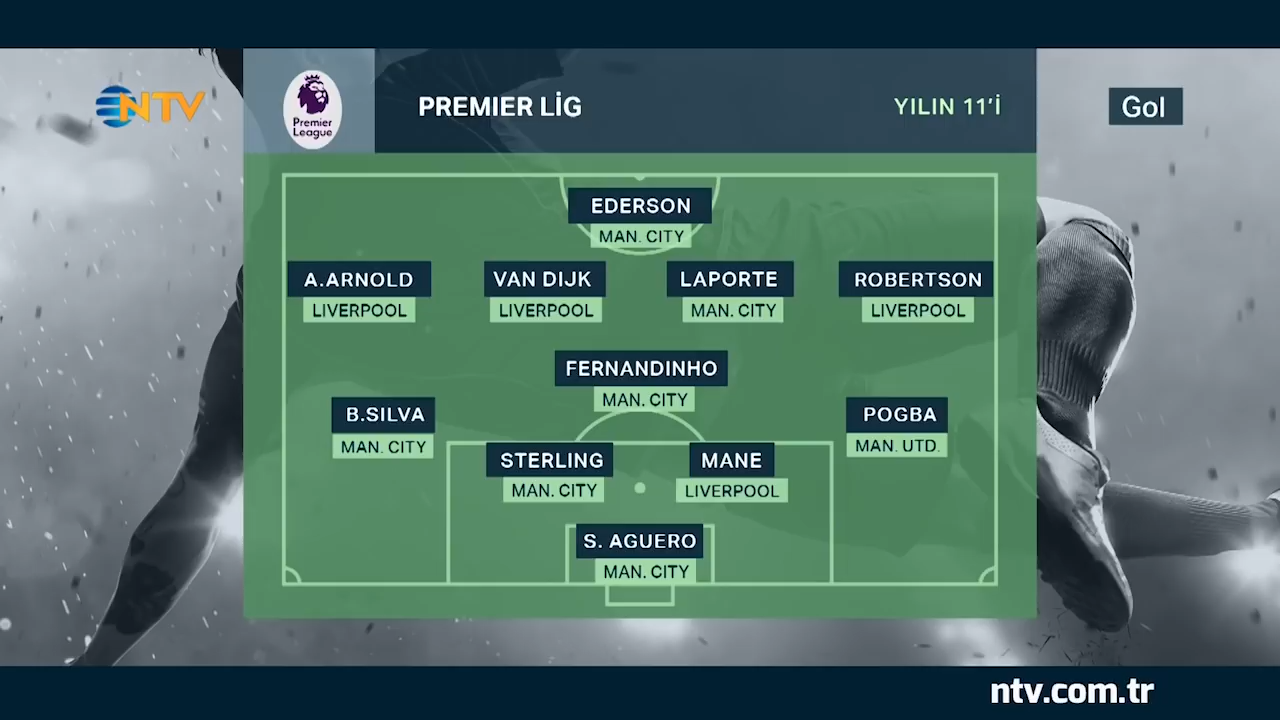 NTV
Premier
League
PREMIER LİG
YILIN 11'İ
Gol
EDERSON
MAN. CITY
A.ARNOLD
LIVERPOOL
VAN DIJK
LIVERPOOL
LAPORTE
MAN. CITY
ROBERTSON
LIVERPOOL
FERNANDINHO
MAN. CITY
B.SILVA
MAN. CITY
POGBA
MAN. UTD.
STERLING
MAN. CITY
MANE
LIVERPOOL
S. AGUERO
MAN. CITY
ntv.com.tr